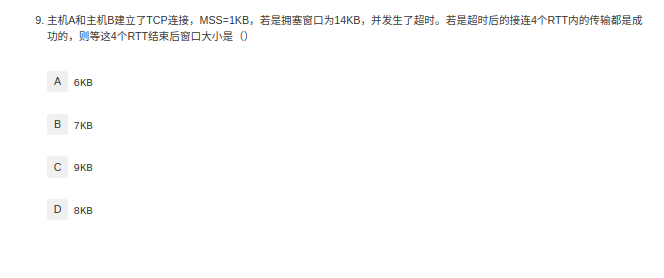 9. 主机A和主机B建立了TCP连接，MSS=1KB，若是拥塞窗口为14KB，并发生了超时。若是超时后的接连4个RTT内的传输都是成
功的，则等这4个RTT结束后窗口大小是（）
A 6KB
B 7KB
C 9KB
D 8KB